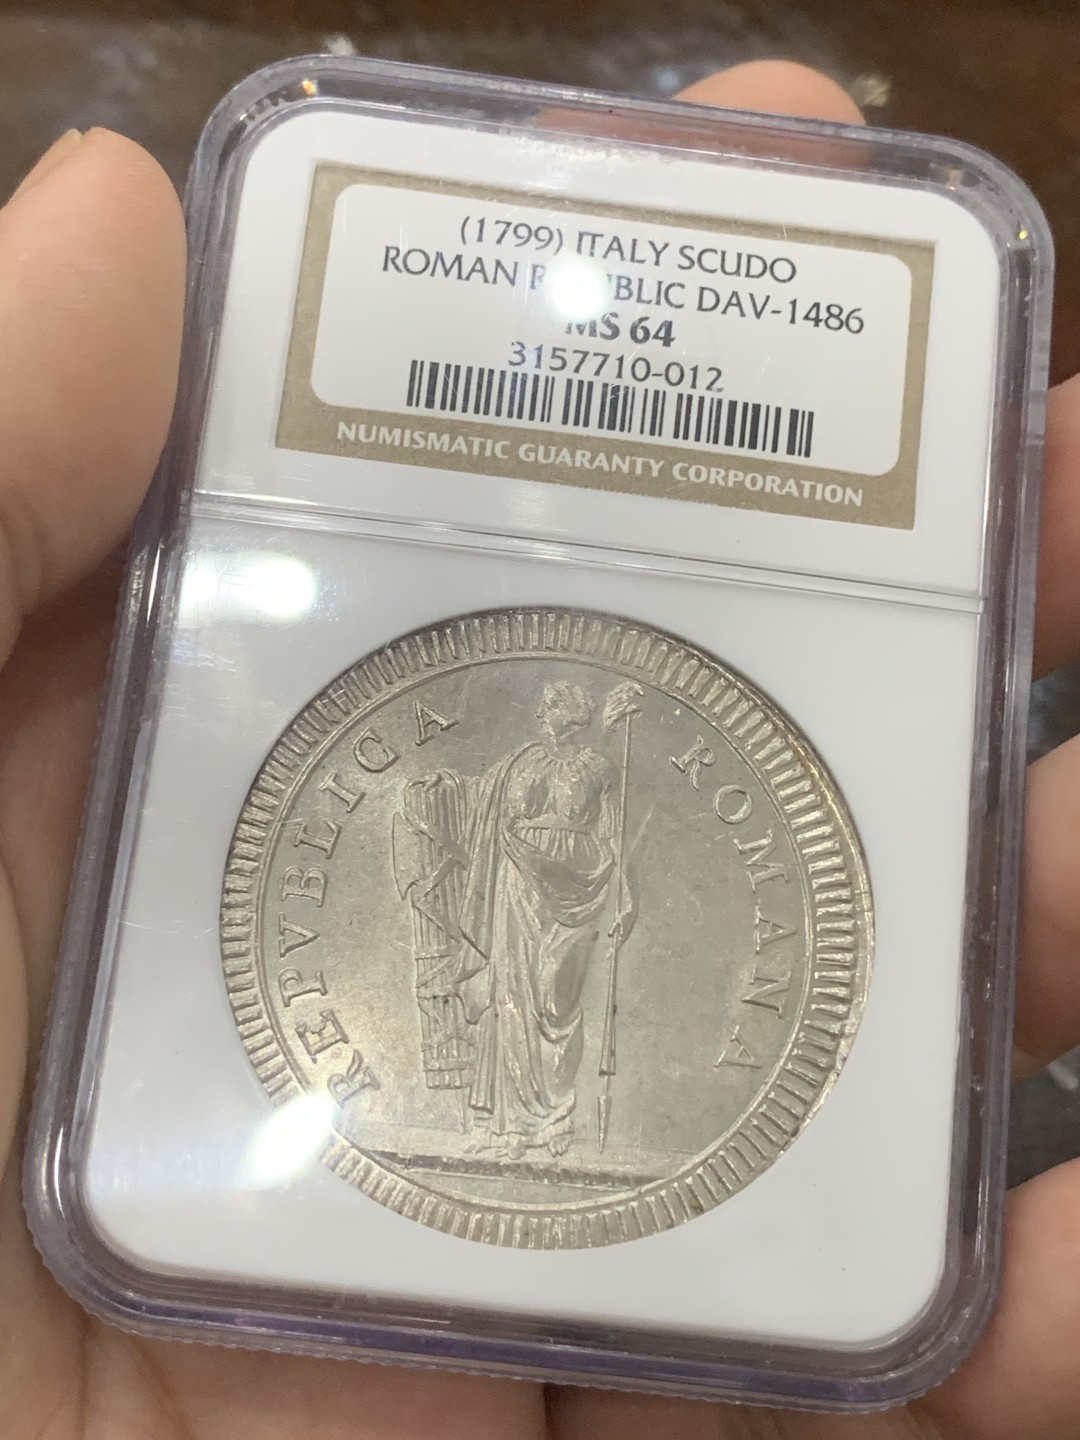 (1799) ITALY SCUDO
ROMAN DAV-1486
MS 64
3157710-012
NUMISMATIC GUARANTY CORPORATION
REPVBLICA ROMANA